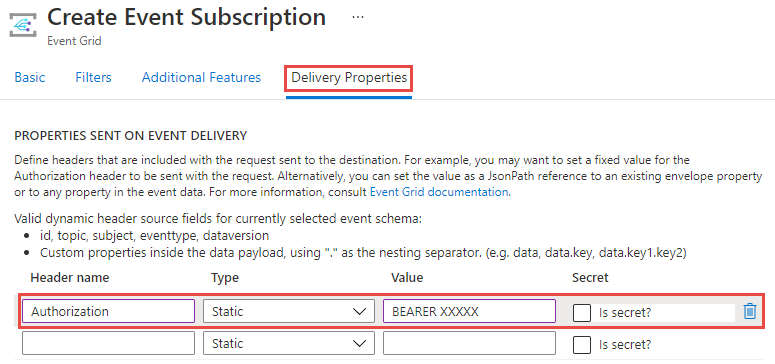 Create Event Subscription ...
Event Grid
Basic Filters Additional Features Delivery Properties
PROPERTIES SENT ON EVENT DELIVERY
Define headers that are included with the request sent to the destination. For example, you may want to set a fixed value for the
Authorization header to be sent with the request. Alternatively, you can set the value as a JsonPath reference to an existing envelope property
or to any property in the event data. For more information, consult Event Grid documentation.
Valid dynamic header source fields for currently selected event schema:
• id, topic, subject, eventtype, dataversion
• Custom properties inside the data payload, using "." as the nesting separator. (e.g. data, data.key, data.key1.key2)
Header name Type Value Secret
Authorization Static BEARER XXXXX Is secret?
Static Is secret?